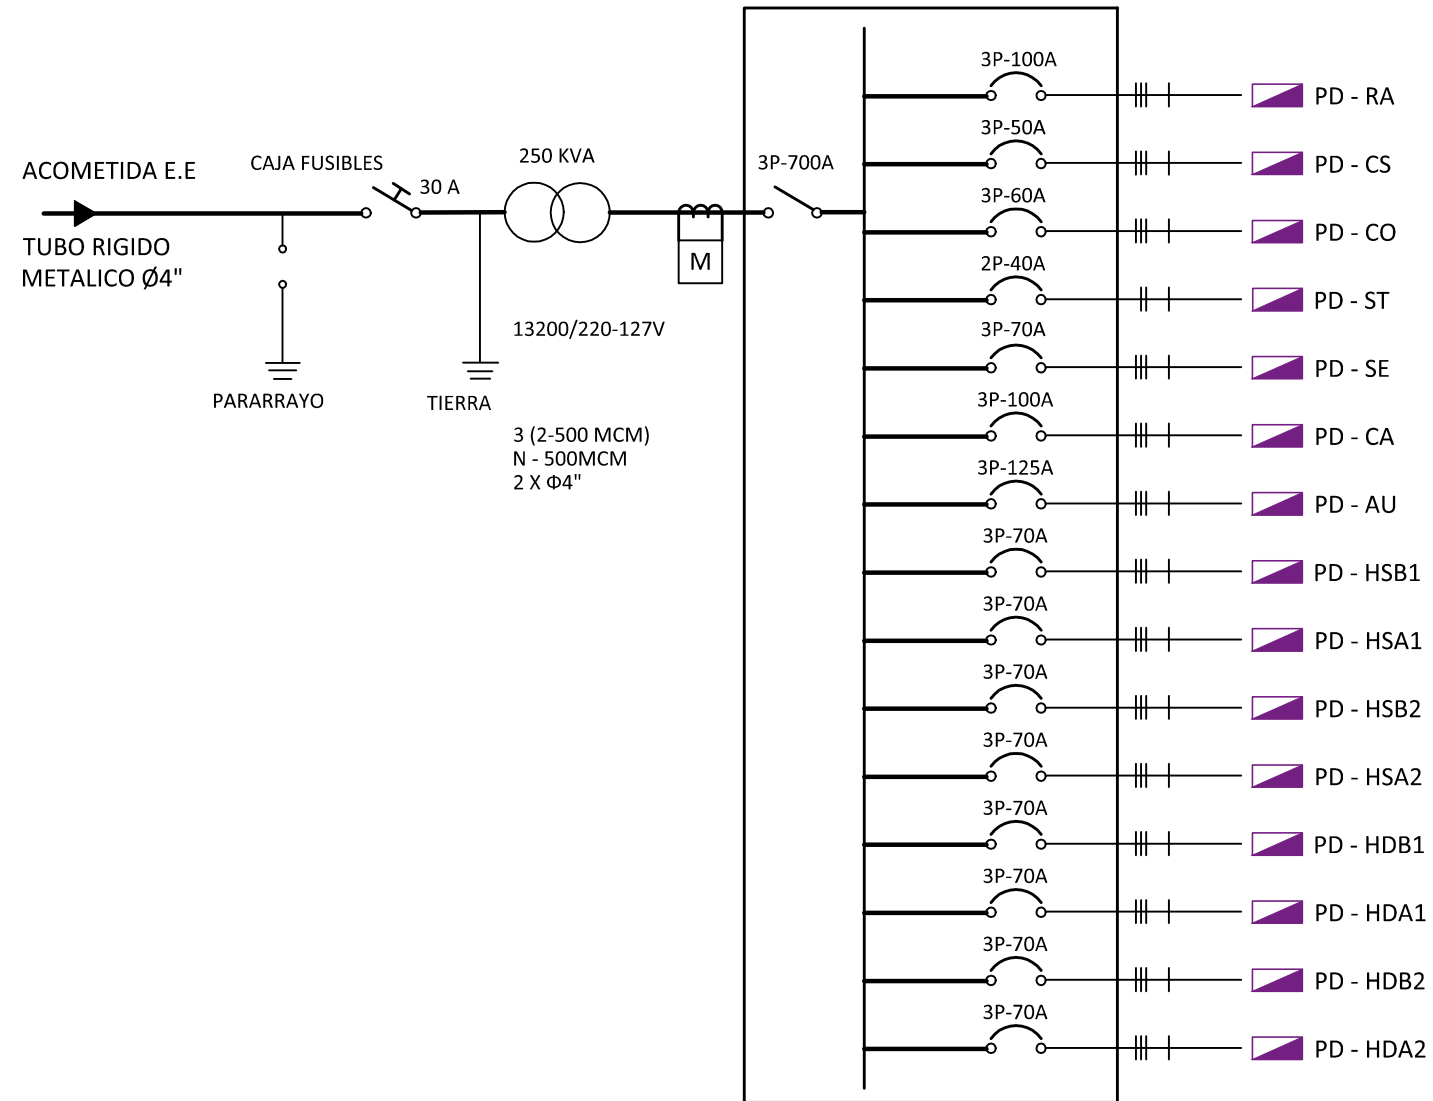 ACOMETIDA E.E
TUBO RIGIDO
METALICO Ø4"
CAJA FUSIBLES
30 A
PARARRAYO
TIERRA
250 KVA
13200/220-127V
3 (2-500 MCM)
N - 500MCM
2 X Φ4"
M
3P-700A
3P-100A
PD - RA
3P-50A
PD - CS
3P-60A
PD - CO
2P-40A
PD - ST
3P-70A
PD - SE
3P-100A
PD - CA
3P-125A
PD - AU
3P-70A
PD - HSB1
3P-70A
PD - HSA1
3P-70A
PD - HSB2
3P-70A
PD - HSA2
3P-70A
PD - HDB1
3P-70A
PD - HDA1
3P-70A
PD - HDB2
3P-70A
PD - HDA2